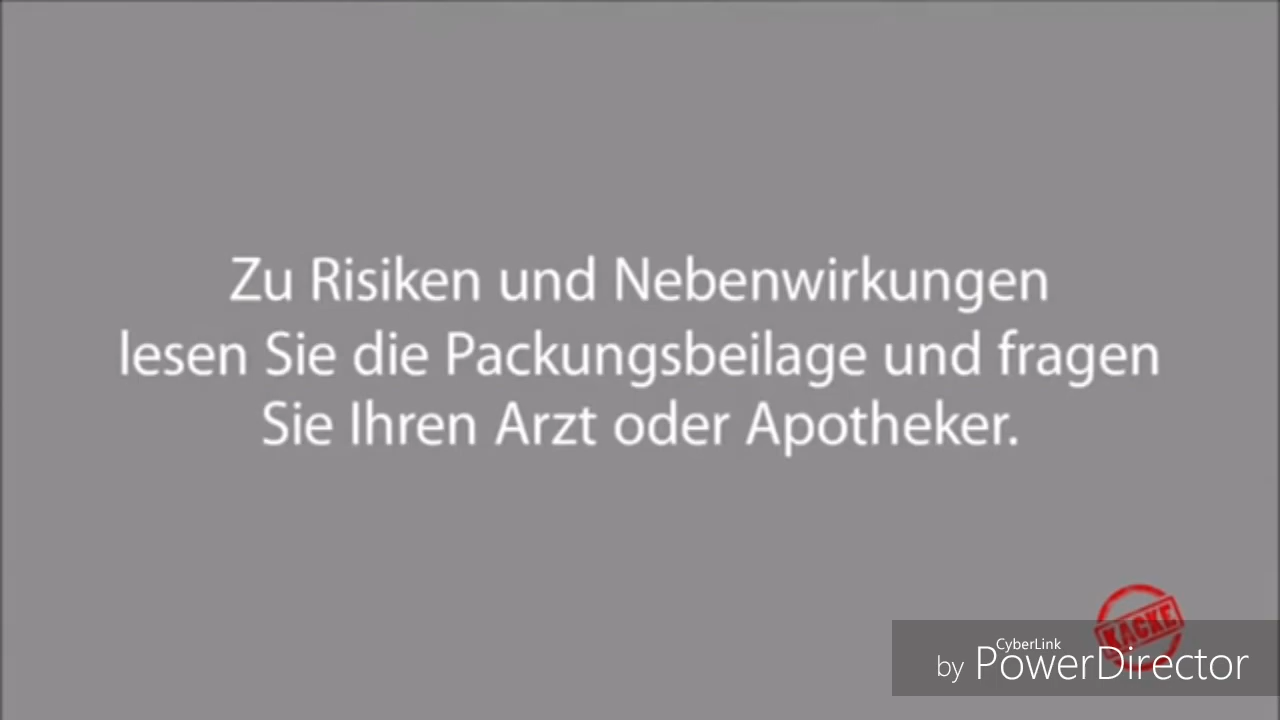 Zu Risiken und Nebenwirkungen
lesen Sie die Packungsbeilage und fragen
Sie Ihren Arzt oder Apotheker.
KACKE
CyberLink
by PowerDirector